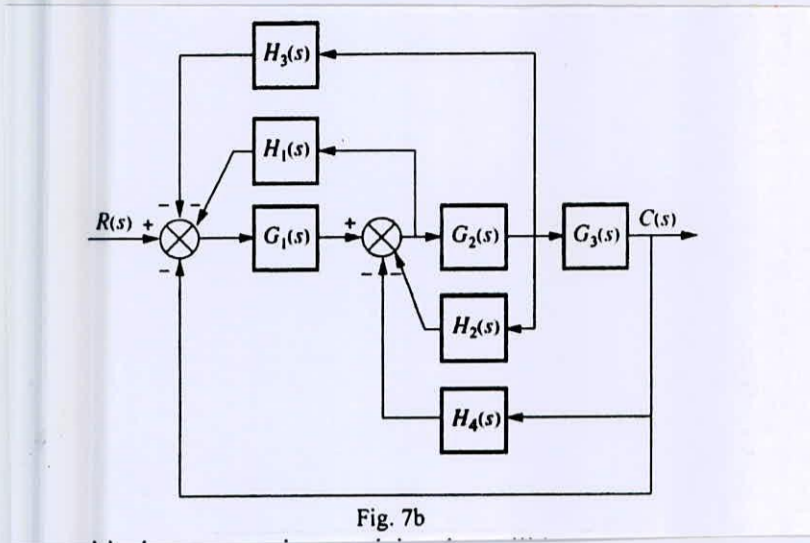 H₃(s)
H₁(s)
− −
R(s) + G₁(s) + G₂(s) G₃(s) C(s)
−
− −
H₂(s)
H₄(s)
Fig. 7b